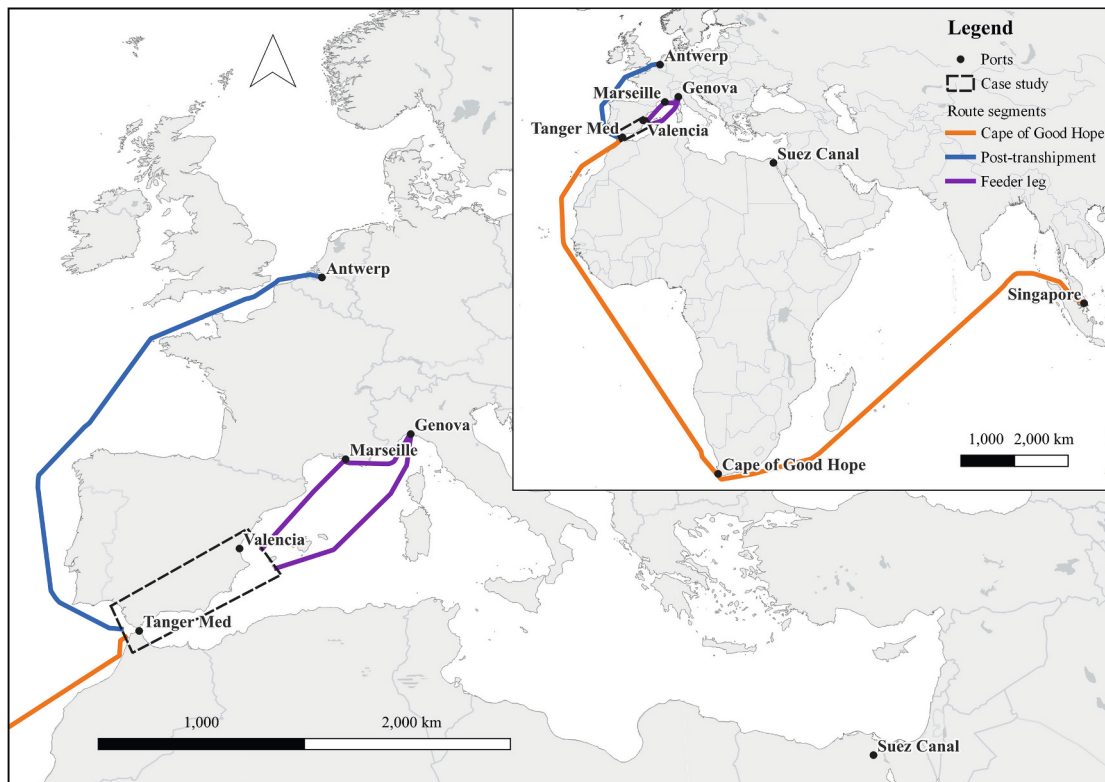 Antwerp
Genova
Marseille
Valencia
Tanger Med
Suez Canal
1,000
2,000 km
Legend
Ports
Case study
Route segments
Cape of Good Hope
Post-transhipment
Feeder leg
Antwerp
Genova
Marseille
Tanger Med
Valencia
Suez Canal
Singapore
Cape of Good Hope
1,000 2,000 km